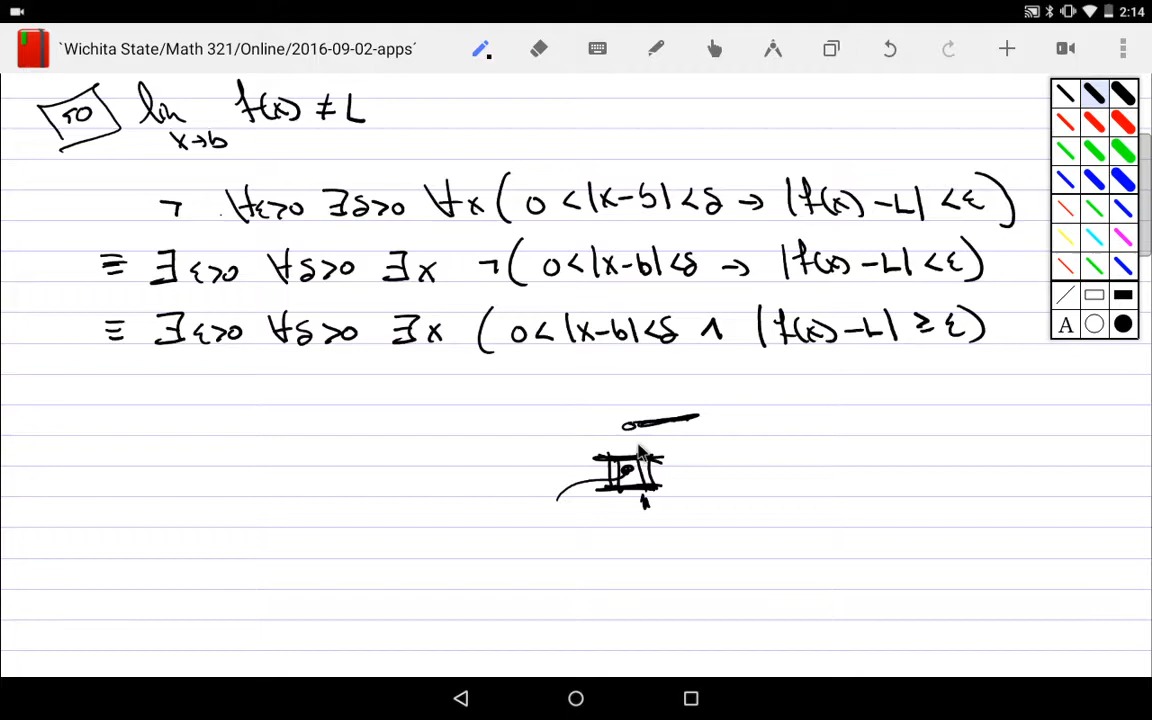 2:14
`Wichita State/Math 321/Online/2016-09-02-apps´
50 lim x→b f(x) ≠ L
¬ ∀ε>0 ∃δ>0 ∀x ( 0 < |x-b| < δ → |f(x) - L| < ε )
≡ ∃ε>0 ∀δ>0 ∃x ¬( 0 < |x-b| < δ → |f(x) - L| < ε )
≡ ∃ε>0 ∀δ>0 ∃x ( 0 < |x-b| < δ ∧ |f(x) - L| ≥ ε )
A